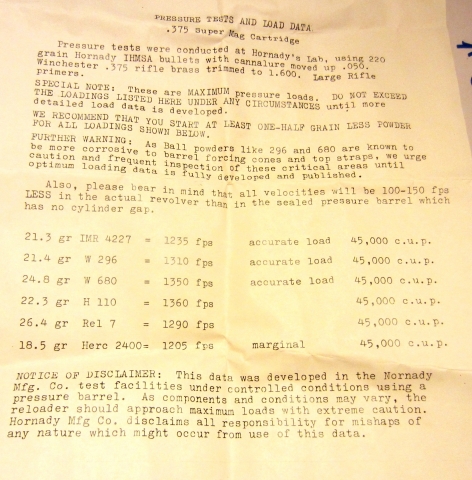 PRESSURE TESTS AND LOAD DATA
.375 Super Mag Cartridge
Pressure tests were conducted at Hornady's Lab, using 220
grain Hornady IHMSA bullets with cannalure moved up .050.
Winchester .375 rifle brass trimmed to 1.600. Large Rifle
primers.
SPECIAL NOTE: These are MAXIMUM pressure loads. DO NOT EXCEED
THE LOADINGS LISTED HERE UNDER ANY CIRCUMSTANCES until more
detailed load data is developed.
WE RECOMMEND THAT YOU START AT LEAST ONE-HALF GRAIN LESS POWDER
FOR ALL LOADINGS SHOWN BELOW.
FURTHER WARNING: As Ball powders like 296 and 680 are known to
be more corrosive to barrel forcing cones and top straps, we urge
caution and frequent inspection of these critical areas until
optimum loading data is fully developed and published.
Also, please bear in mind that all velocities will be 100-150 fps
LESS in the actual revolver than in the sealed pressure barrel which
has no cylinder gap.
21.3 gr IMR 4227 = 1235 fps accurate load 45,000 c.u.p.
21.4 gr W 296 = 1310 fps accurate load 45,000 c.u.p.
24.8 gr W 680 = 1350 fps accurate load 45,000 c.u.p.
22.3 gr H 110 = 1360 fps 45,000 c.u.p.
26.4 gr Rel 7 = 1290 fps 45,000 c.u.p.
18.5 gr Herc 2400= 1205 fps marginal 45,000 c.u.p.
NOTICE OF DISCLAIMER: This data was developed in the Nornady
Mfg. Co. test facilities under controlled conditions using a
pressure barrel. As components and conditions may vary, the
reloader should approach maximum loads with extreme caution.
Hornady Mfg Co. disclaims all responsibility for mishaps of
any nature which might occur from use of this data.